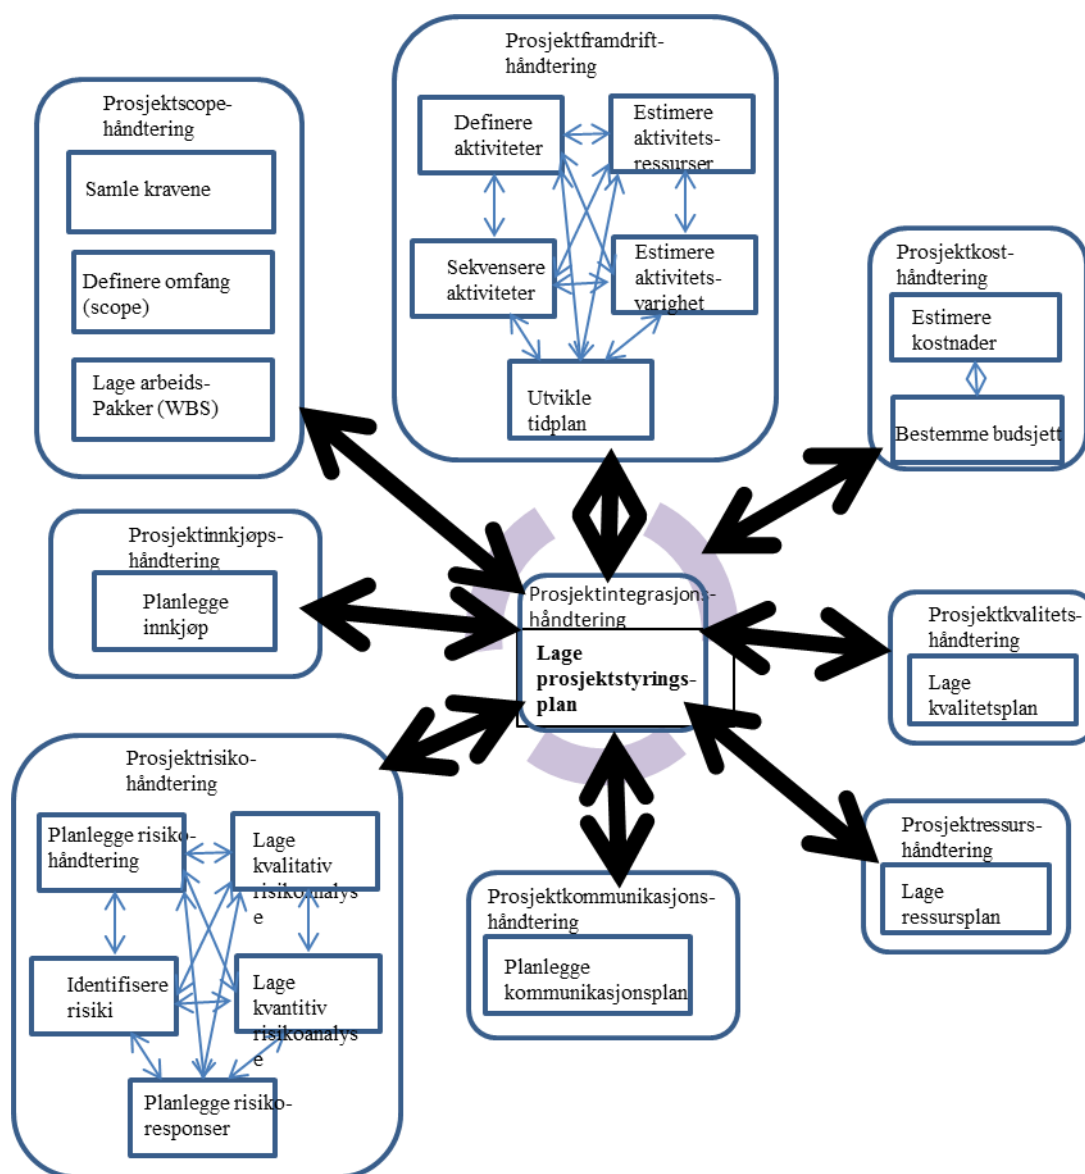 Prosjektframdrift-
håndtering
Definere
aktiviteter
Estimere
aktivitets-
ressurser
Sekvensere
aktiviteter
Estimere
aktivitets-
varighet
Utvikle
tidplan
Prosjektscope-
håndtering
Samle kravene
Definere omfang
(scope)
Lage arbeids-
Pakker (WBS)
Prosjektkost-
håndtering
Estimere
kostnader
Bestemme budsjett
Prosjektinnkjøps-
håndtering
Planlegge
innkjøp
Prosjektintegrasjons-
håndtering
Lage
prosjektstyrings-
plan
Prosjektkvalitets-
håndtering
Lage
kvalitetsplan
Prosjektrisiko-
håndtering
Planlegge risiko-
håndtering
Lage
kvalitativ
risikoanalys
e
Identifisere
risiki
Lage
kvantitiv
risikoanalys
e
Planlegge risiko-
responser
Prosjektkommunikasjons-
håndtering
Planlegge
kommunikasjonsplan
Prosjektressurs-
håndtering
Lage
ressursplan